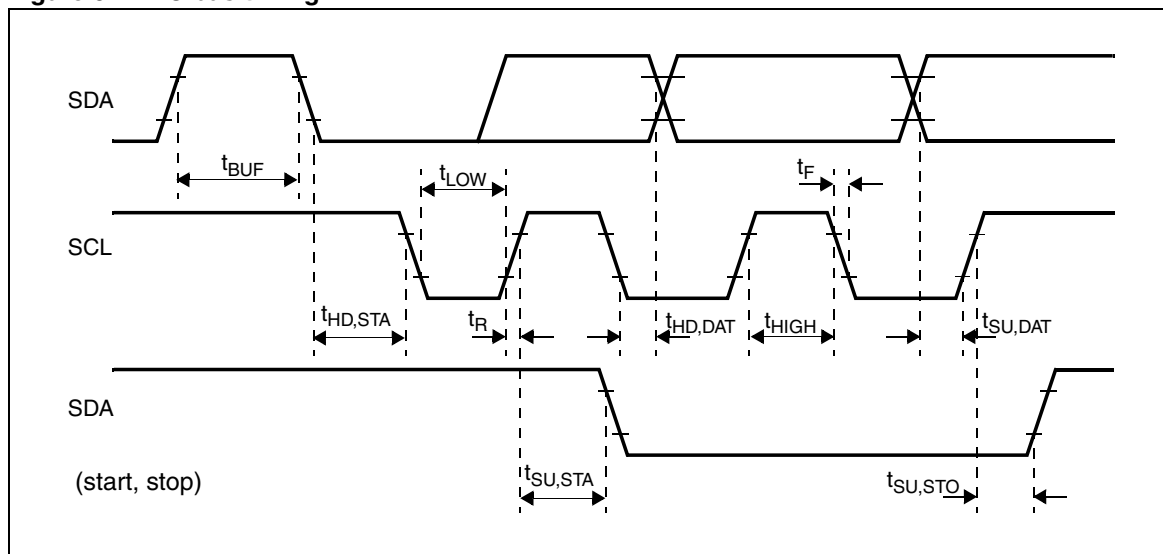 SDA
tBUF
tLOW
tF
SCL
tHD,STA
tR
tHD,DAT
tHIGH
tSU,DAT
SDA
tSU,STA
tSU,STO
(start, stop)